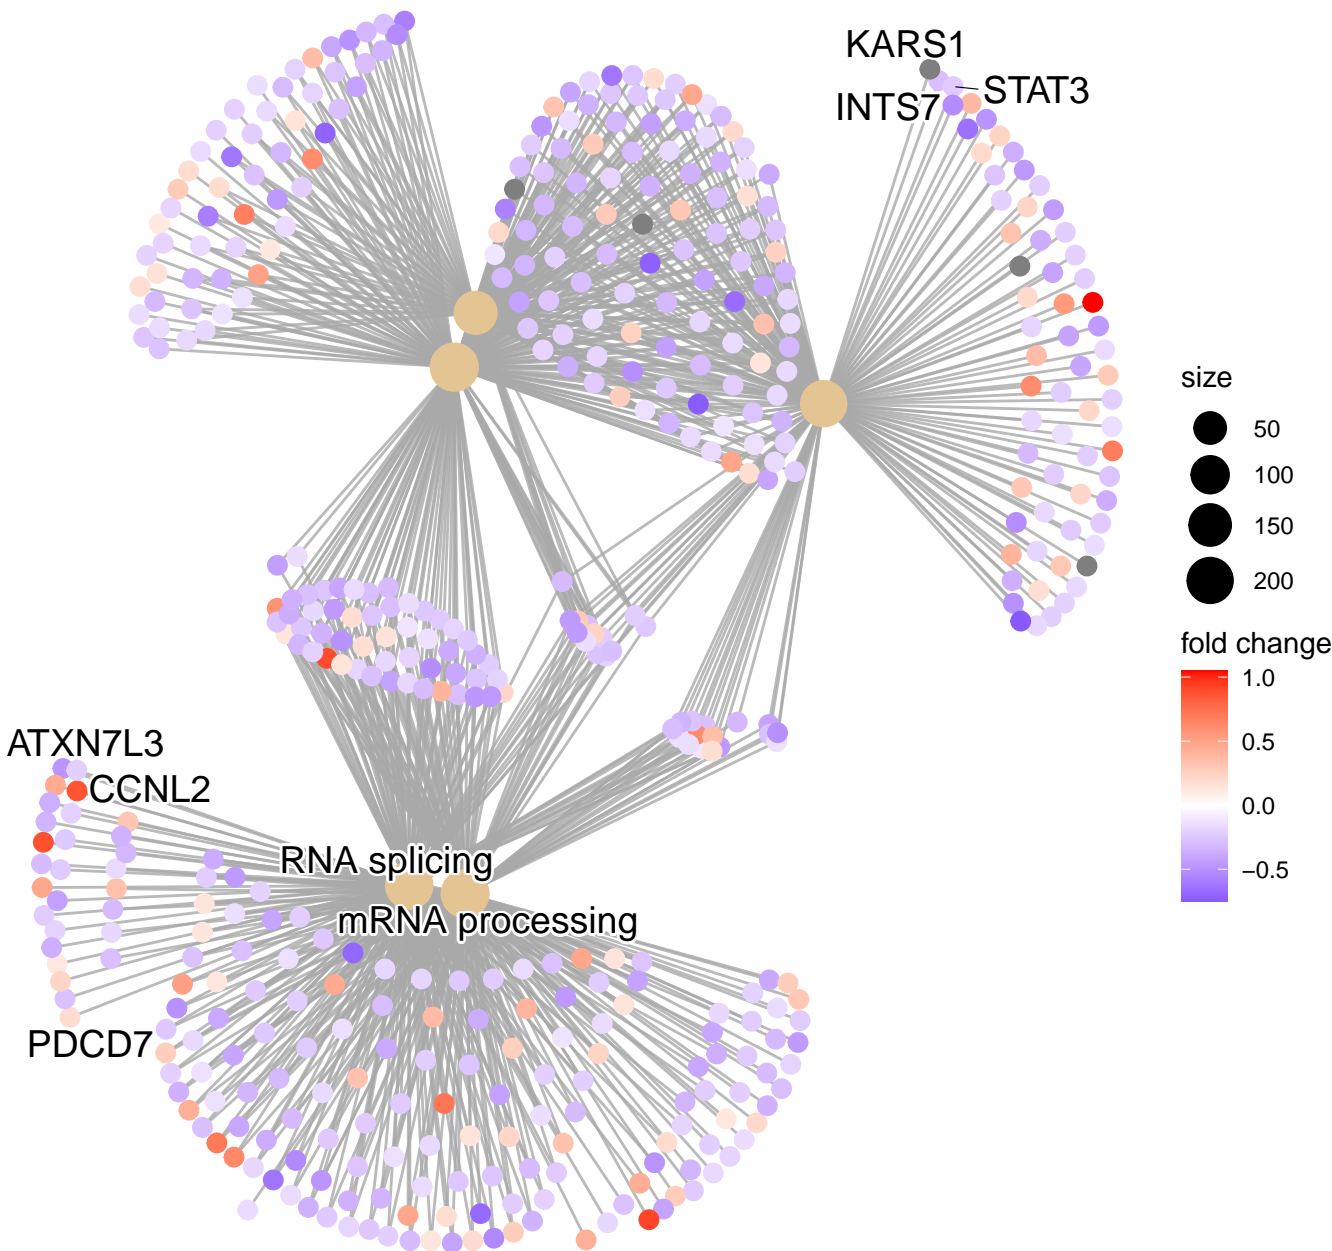 KARS1
STAT3
INTS7
size
50
100
150
200
fold change
1.0
0.5
0.0
−0.5
ATXN7L3
CCNL2
RNA splicing
mRNA processing
PDCD7